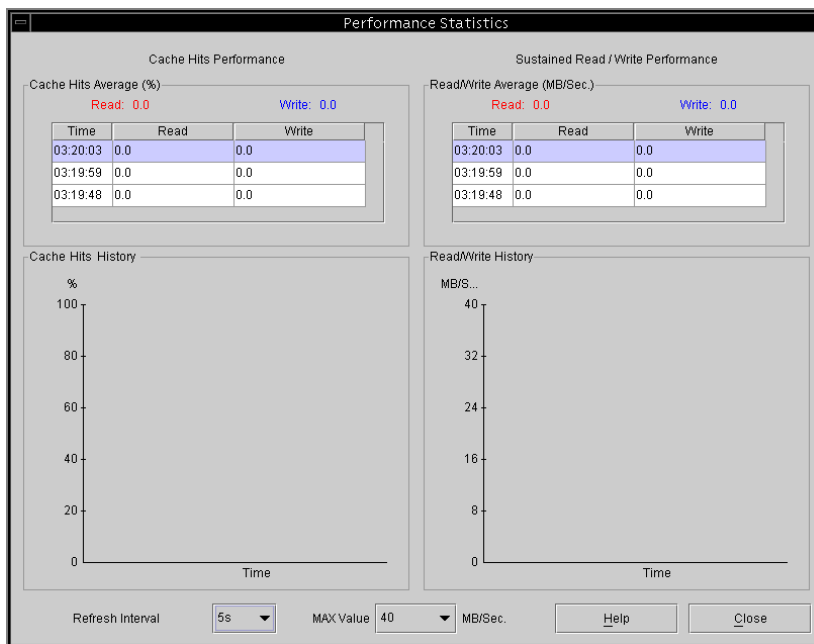 Performance Statistics
Cache Hits Performance
Cache Hits Average (%)
Read: 0.0 Write: 0.0
Time Read Write
03:20:03 0.0 0.0
03:19:59 0.0 0.0
03:19:48 0.0 0.0
Cache Hits History
%
100
80
60
40
20
0
Time
Sustained Read / Write Performance
Read/Write Average (MB/Sec.)
Read: 0.0 Write: 0.0
Time Read Write
03:20:03 0.0 0.0
03:19:59 0.0 0.0
03:19:48 0.0 0.0
Read/Write History
MB/S...
40
32
24
16
8
0
Time
Refresh Interval 5s MAX Value 40 MB/Sec. Help Close